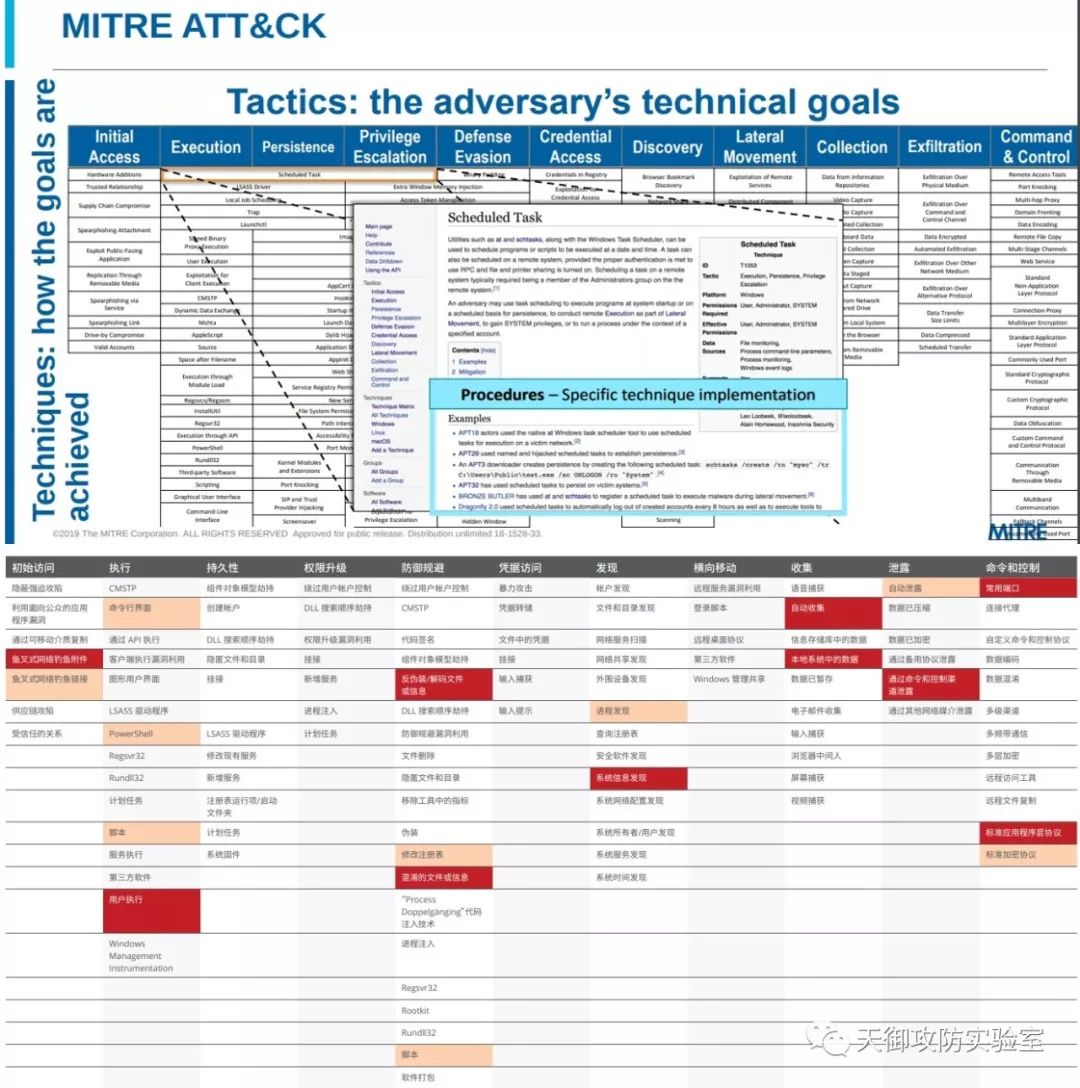 MITRE ATT&CK
Tactics: the adversary's technical goals
Techniques: how the goals are
achieved
Initial
Access
Execution
Persistence
Privilege
Escalation
Defense
Evasion
Credential
Access
Discovery
Lateral
Movement
Collection
Exfiltration
Command
& Control
Hardware Additions
Trusted Relationship
Supply Chain Compromise
Spearphishing Attachment
Exploit Public-Facing
Application
Replication Through
Removable Media
Spearphishing via
Service
Spearphishing Link
Drive-by Compromise
Valid Accounts
Scheduled Task
LSASS Driver
Extra Window Memory Injection
Local Job Scheduling
Access Token Manipulation
Trap
Launchctl
Signed Binary
Proxy Execution
User Execution
Exploitation for
Client Execution
CMSTP
Dynamic Data Exchange
Mshta
AppleScript
Source
Space after Filename
Execution through
Module Load
Regsvcs/Regasm
InstallUtil
Regsvr32
Execution through API
PowerShell
Rundll32
Third-party Software
Scripting
Graphical User Interface
Command-Line
Interface
Kernel Modules
and Extensions
Port Knocking
SIP and Trust
Provider Hijacking
Screensaver
Binary Padding
Credentials in Registry
Exploitation for
Credential Access
Browser Bookmark
Discovery
Exploitation of Remote
Services
Data from Information
Repositories
Video Capture
Exfiltration Over
Physical Medium
Exfiltration Over
Command and
Control Channel
Data Encrypted
Automated Exfiltration
Exfiltration Over Other
Network Medium
Exfiltration Over
Alternative Protocol
Data Transfer
Size Limits
Data Compressed
Scheduled Transfer
Remote Access Tools
Port Knocking
Multi-hop Proxy
Domain Fronting
Data Encoding
Remote File Copy
Multi-Stage Channels
Web Service
Standard
Non-Application
Layer Protocol
Connection Proxy
Multilayer Encryption
Standard Application
Layer Protocol
Commonly Used Port
Standard Cryptographic
Protocol
Custom Cryptographic
Protocol
Data Obfuscation
Custom Command
and Control Protocol
Communication
Through
Removable Media
Multiband
Communication
Fallback Channels
Privilege Escalation
Hidden Window
Scanning
Main page
Help
Contribute
References
Data Drilldown
Using the API
Tactics
Initial Access
Execution
Persistence
Privilege Escalation
Defense Evasion
Credential Access
Discovery
Lateral Movement
Collection
Exfiltration
Command and
Control
Techniques
Technique Matrix
All Techniques
Windows
Linux
macOS
Add a Technique
Groups
All Groups
Add a Group
Software
All Software
Scheduled Task
Utilities such as at and schtasks, along with the Windows Task Scheduler, can be
used to schedule programs or scripts to be executed at a date and time. A task can
also be scheduled on a remote system, provided the proper authentication is met to
use RPC and file and printer sharing is turned on. Scheduling a task on a remote
system typically required being a member of the Administrators group on the
remote system.[1]
An adversary may use task scheduling to execute programs at system startup or on
a scheduled basis for persistence, to conduct remote Execution as part of Lateral
Movement, to gain SYSTEM privileges, or to run a process under the context of a
specified account.
Contents [hide]
1 Examples
2 Mitigation
Scheduled Task
Technique
ID T1053
Tactic Execution, Persistence, Privilege
Escalation
Platform Windows
Permissions User, Administrator, SYSTEM
Required
Effective User, Administrator, SYSTEM
Permissions
Data File monitoring,
Sources Process command-line parameters,
Process monitoring,
Windows event logs
Procedures – Specific technique implementation
Leo Loobeek, @leoloobeek,
Alain Homewood, Insomnia Security
Examples
• APT18 actors used the native at Windows task scheduler tool to use scheduled
tasks for execution on a victim network.[2]
• APT29 used named and hijacked scheduled tasks to establish persistence.[3]
• An APT3 downloader creates persistence by creating the following scheduled task: schtasks /create /tn "mysc" /tr
C:\Users\Public\test.exe /sc ONLOGON /ru "System".[4]
• APT32 has used scheduled tasks to persist on victim systems.[5]
• BRONZE BUTLER has used at and schtasks to register a scheduled task to execute malware during lateral movement.[6]
• Dragonfly 2.0 used scheduled tasks to automatically log out of created accounts every 8 hours as well as to execute tools to
©2019 The MITRE Corporation. ALL RIGHTS RESERVED Approved for public release. Distribution unlimited 18-1528-33.
MITRE
初始访问 执行 持久性 权限升级 防御规避 凭据访问 发现 横向移动 收集 泄露 命令和控制
隐蔽强迫攻陷 CMSTP 组件对象模型劫持 绕过用户帐户控制 绕过用户帐户控制 暴力攻击 帐户发现 远程服务漏洞利用 语音捕获 自动泄露 常用端口
利用面向公众的应用
程序漏洞 命令行界面 创建帐户 DLL 搜索顺序劫持 CMSTP 凭据转储 文件和目录发现 登录脚本 自动收集 数据已压缩 连接代理
通过可移动介质复制 通过 API 执行 DLL 搜索顺序劫持 权限升级漏洞利用 代码签名 文件中的凭据 网络服务扫描 远程桌面协议 信息存储库中的数据 数据已加密 自定义命令和控制协议
鱼叉式网络钓鱼附件 客户端执行漏洞利用 隐匿文件和目录 挂接 组件对象模型劫持 挂接 网络共享发现 第三方软件 本地系统中的数据 通过备用协议泄露 数据编码
鱼叉式网络钓鱼链接 图形用户界面 挂接 新增服务 反伪装/解码文件
或信息 输入捕获 外围设备发现 Windows 管理共享 数据已暂存 通过命令和控制渠
道泄露 数据混淆
供应链攻陷 LSASS 驱动程序 进程注入 DLL 搜索顺序劫持 输入提示 进程发现 电子邮件收集 通过其他网络媒介泄露 多级渠道
受信任的关系 PowerShell LSASS 驱动程序 计划任务 防御规避漏洞利用 查询注册表 输入捕获 多频带通信
Regsvr32 修改现有服务 文件删除 安全软件发现 浏览器中间人 多层加密
Rundll32 新增服务 隐匿文件和目录 系统信息发现 屏幕捕获 远程访问工具
计划任务 注册表运行项/启动
文件夹 移除工具中的指标 系统网络配置发现 视频捕获 远程文件复制
脚本 计划任务 伪装 系统所有者/用户发现 标准应用程序层协议
服务执行 系统固件 修改注册表 系统服务发现 标准加密协议
第三方软件 混淆的文件或信息 系统时间发现
用户执行 "Process
Doppelgänging"代码
注入技术
Windows
Management
Instrumentation 进程注入
Regsvr32
Rootkit
Rundll32
脚本
软件打包
天御攻防实验室